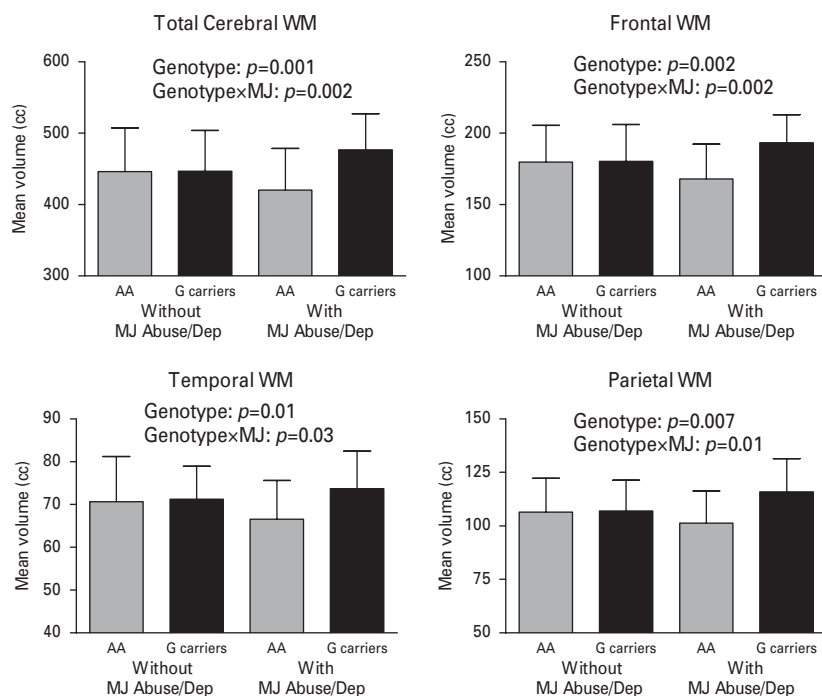 Total Cerebral WM
Genotype: p=0.001
Genotype×MJ: p=0.002
Mean volume (cc)
600
500
400
300
AA G carriers AA G carriers
Without With
MJ Abuse/Dep MJ Abuse/Dep
Frontal WM
Genotype: p=0.002
Genotype×MJ: p=0.002
Mean volume (cc)
250
200
150
100
AA G carriers AA G carriers
Without With
MJ Abuse/Dep MJ Abuse/Dep
Temporal WM
Genotype: p=0.01
Genotype×MJ: p=0.03
Mean volume (cc)
90
80
70
60
50
40
AA G carriers AA G carriers
Without With
MJ Abuse/Dep MJ Abuse/Dep
Parietal WM
Genotype: p=0.007
Genotype×MJ: p=0.01
Mean volume (cc)
150
125
100
75
50
AA G carriers AA G carriers
Without With
MJ Abuse/Dep MJ Abuse/Dep